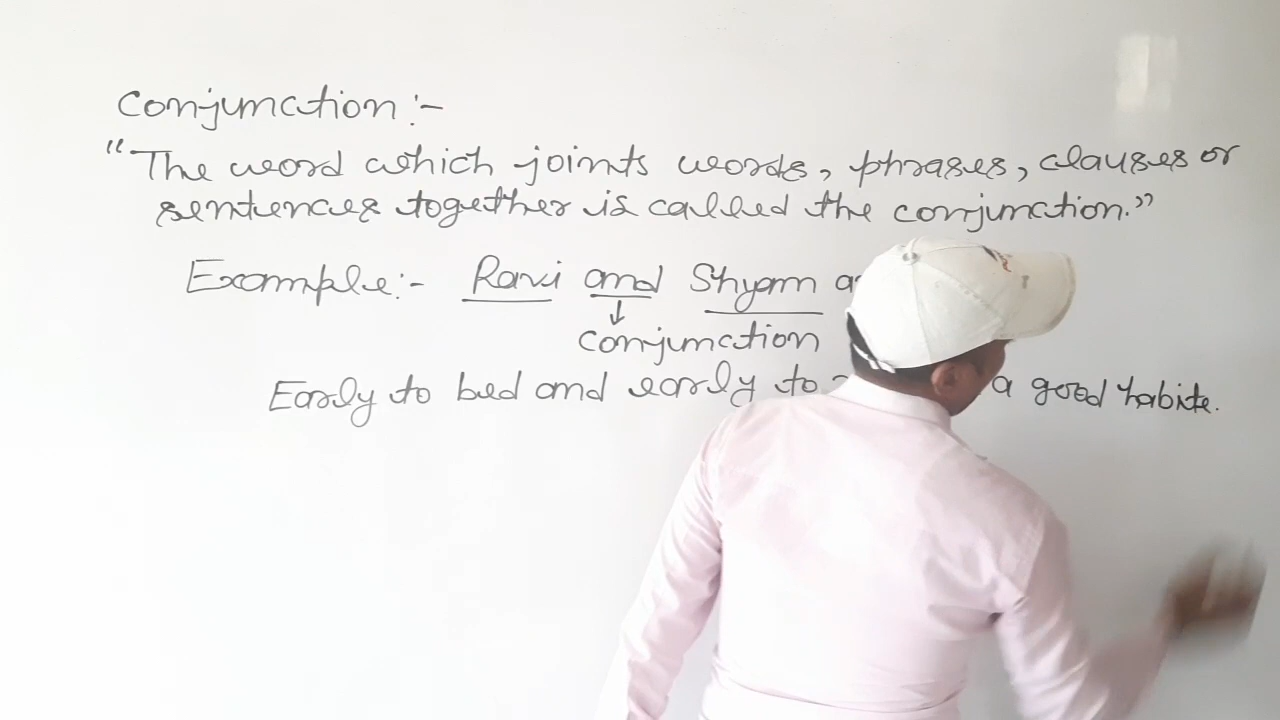 Conjunction:-
"The word which joints words, phrases, clauses or
sentences together is called the conjunction."
Example:- Ravi and Shyam
conjunction
Early to bed and early to a good habite.